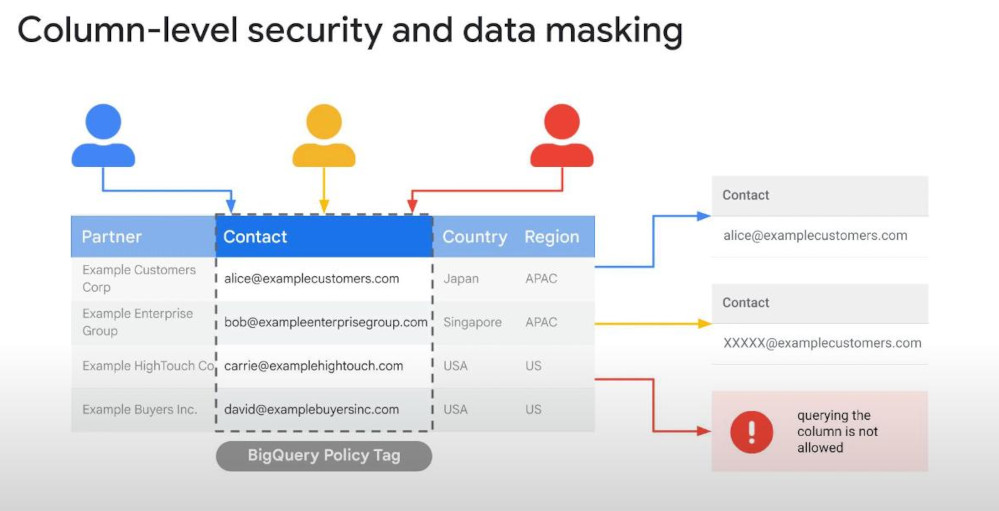 Column-level security and data masking
Partner Contact Country Region
Example Customers
Corp
alice@examplecustomers.com Japan APAC
Example Enterprise
Group
bob@exampleenterprisegroup.com Singapore APAC
Example HighTouch Co carrie@examplehightouch.com USA US
Example Buyers Inc. david@examplebuyersinc.com USA US
BigQuery Policy Tag
Contact
alice@examplecustomers.com
Contact
XXXXX@examplecustomers.com
!
querying the
column is not
allowed